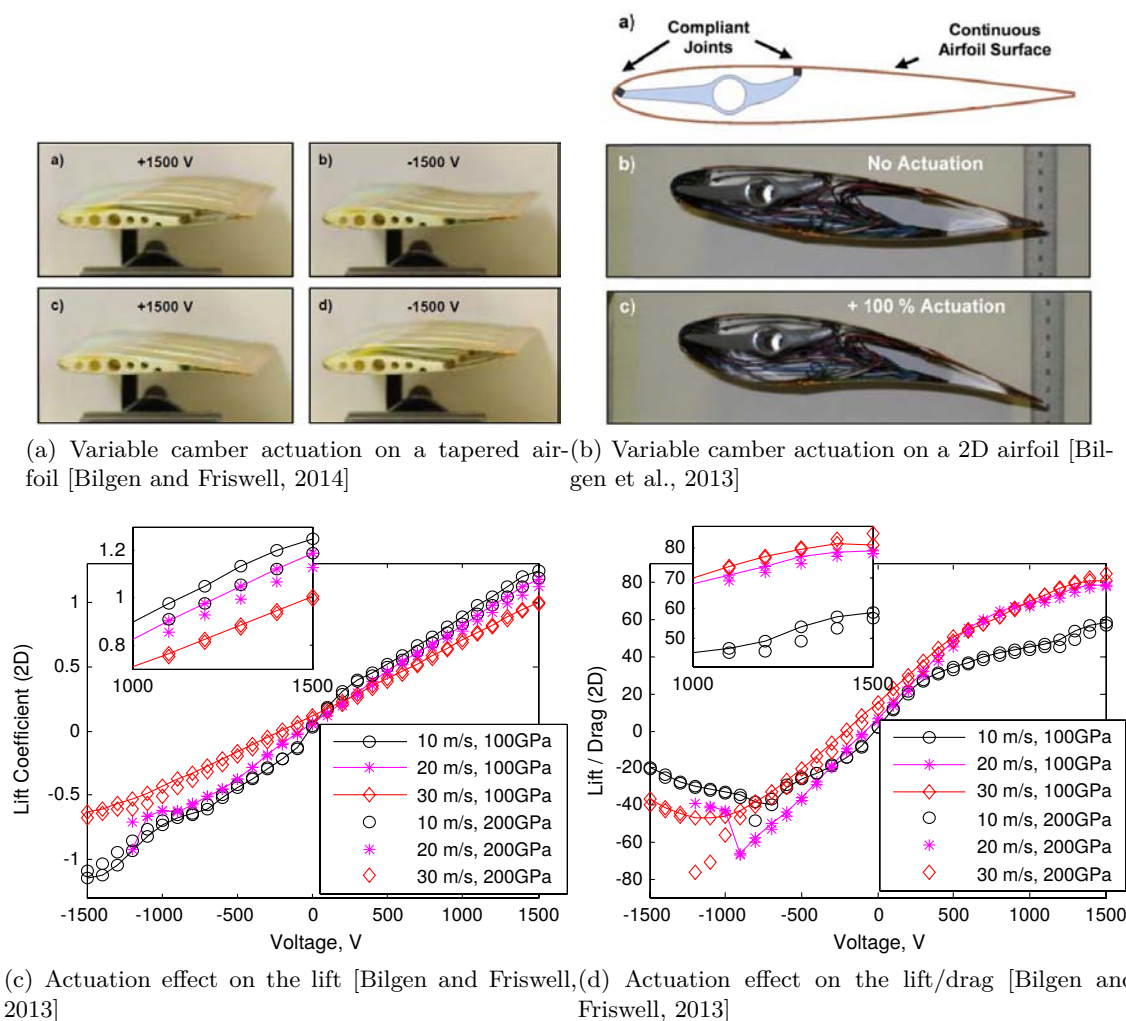 a)
Compliant
Joints
Continuous
Airfoil Surface
a)
+1500 V
b)
-1500 V
c)
+1500 V
d)
-1500 V
b)
No Actuation
c)
+ 100 % Actuation
(a) Variable camber actuation on a tapered air-
foil [Bilgen and Friswell, 2014]
(b) Variable camber actuation on a 2D airfoil [Bil-
gen et al., 2013]
1.2
1
0.8
1000
1500
1
0.5
0
-0.5
-1
Lift Coefficient (2D)
10 m/s, 100GPa
20 m/s, 100GPa
30 m/s, 100GPa
10 m/s, 200GPa
20 m/s, 200GPa
30 m/s, 200GPa
-1500
-1000
-500
0
500
1000
1500
Voltage, V
80
70
60
50
1000
1500
80
60
40
20
0
-20
-40
-60
-80
Lift / Drag (2D)
10 m/s, 100GPa
20 m/s, 100GPa
30 m/s, 100GPa
10 m/s, 200GPa
20 m/s, 200GPa
30 m/s, 200GPa
-1500
-1000
-500
0
500
1000
1500
Voltage, V
(c) Actuation effect on the lift [Bilgen and Friswell,
2013]
(d) Actuation effect on the lift/drag [Bilgen and
Friswell, 2013]